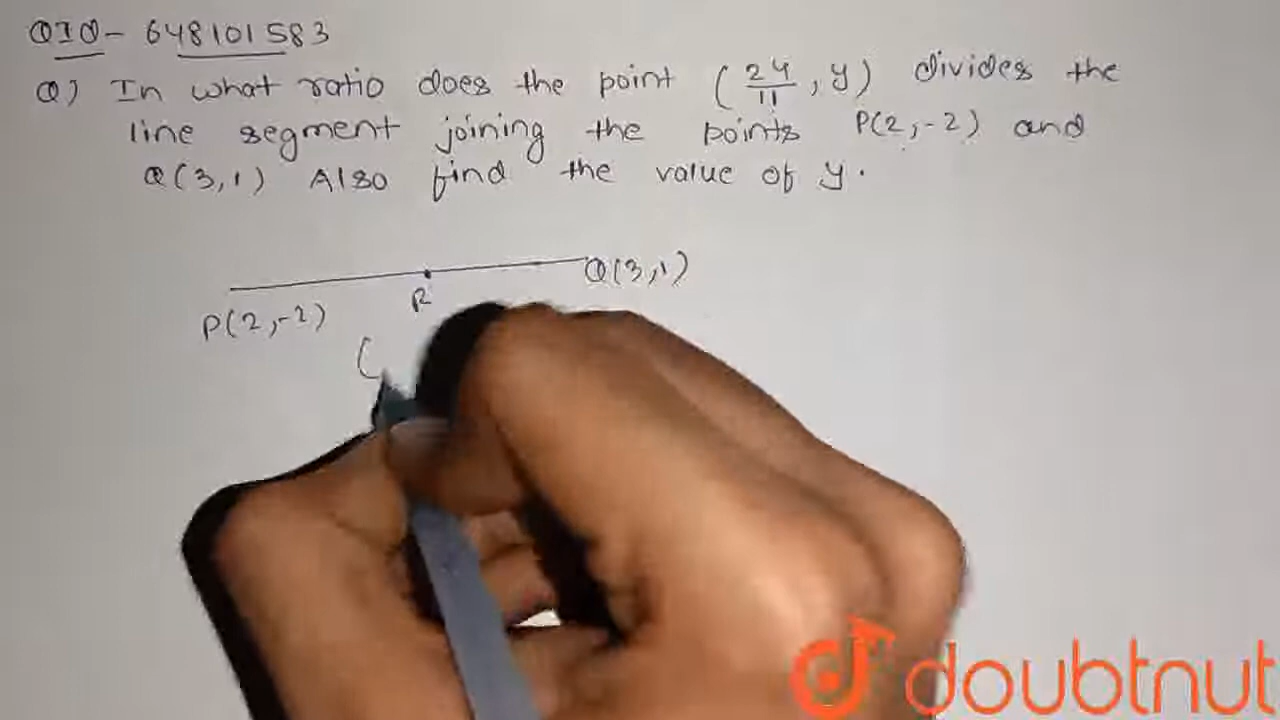 QID- 648101583
Q) In what ratio does the point (24/11, y) divides the
line segment joining the points P(2,-2) and
Q(3,1) Also find the value of y.
Q(3,1)
P(2,-2)
R
(
doubtnut